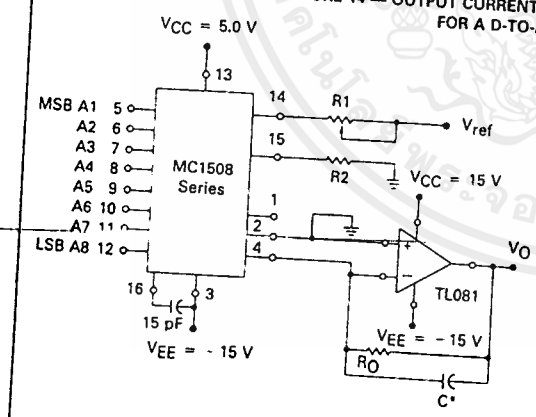 OUTPUT CURRENT
FOR A D-TO-
VCC = 5.0 V
13
MSB A1 5
A2 6
A3 7
A4 8
A5 9
A6 10
A7 11
LSB A8 12
MC1508
Series
14
R1
Vref
15
R2
VCC = 15 V
1
2
4
+
−
TL081
VO
16
3
15 pF
VEE = - 15 V
VEE = - 15 V
RO
C*